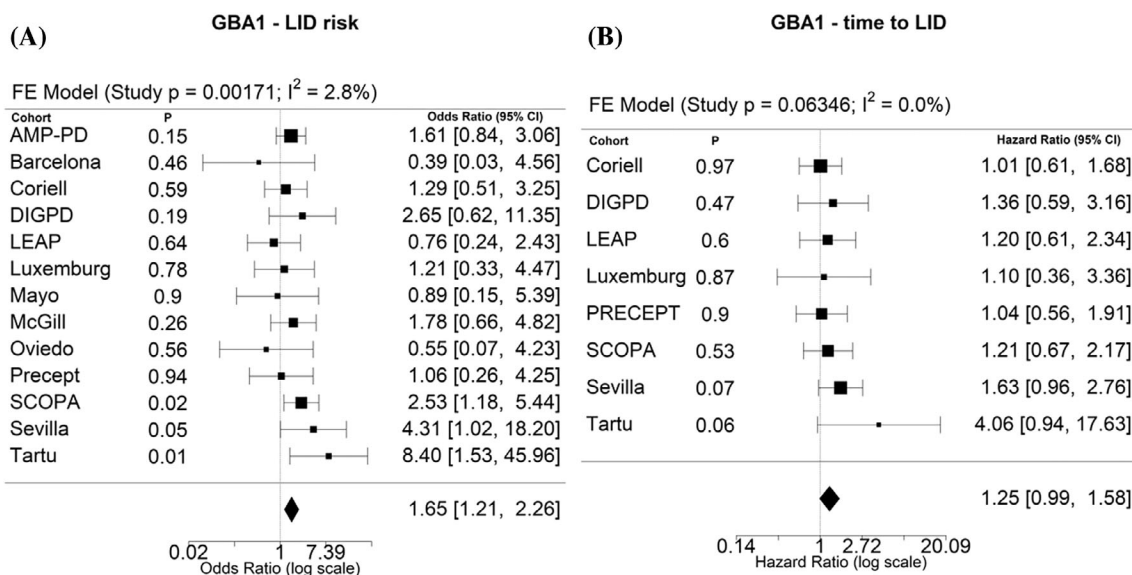 (A) GBA1 - LID risk
FE Model (Study p = 0.00171; I² = 2.8%)
Cohort P Odds Ratio (95% CI)
AMP-PD 0.15 1.61 [0.84, 3.06]
Barcelona 0.46 0.39 [0.03, 4.56]
Coriell 0.59 1.29 [0.51, 3.25]
DIGPD 0.19 2.65 [0.62, 11.35]
LEAP 0.64 0.76 [0.24, 2.43]
Luxemburg 0.78 1.21 [0.33, 4.47]
Mayo 0.9 0.89 [0.15, 5.39]
McGill 0.26 1.78 [0.66, 4.82]
Oviedo 0.56 0.55 [0.07, 4.23]
Precept 0.94 1.06 [0.26, 4.25]
SCOPA 0.02 2.53 [1.18, 5.44]
Sevilla 0.05 4.31 [1.02, 18.20]
Tartu 0.01 8.40 [1.53, 45.96]
1.65 [1.21, 2.26]
0.02 1 7.39
Odds Ratio (log scale)
(B) GBA1 - time to LID
FE Model (Study p = 0.06346; I² = 0.0%)
Cohort P Hazard Ratio (95% CI)
Coriell 0.97 1.01 [0.61, 1.68]
DIGPD 0.47 1.36 [0.59, 3.16]
LEAP 0.6 1.20 [0.61, 2.34]
Luxemburg 0.87 1.10 [0.36, 3.36]
PRECEPT 0.9 1.04 [0.56, 1.91]
SCOPA 0.53 1.21 [0.67, 2.17]
Sevilla 0.07 1.63 [0.96, 2.76]
Tartu 0.06 4.06 [0.94, 17.63]
1.25 [0.99, 1.58]
0.14 1 2.72 20.09
Hazard Ratio (log scale)